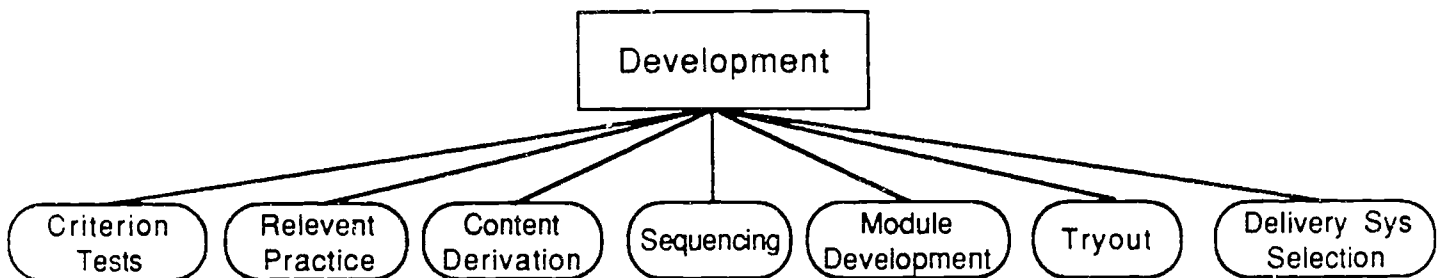 Development
Criterion
Tests
Relevent
Practice
Content
Derivation
Sequencing
Module
Development
Tryout
Delivery Sys
Selection